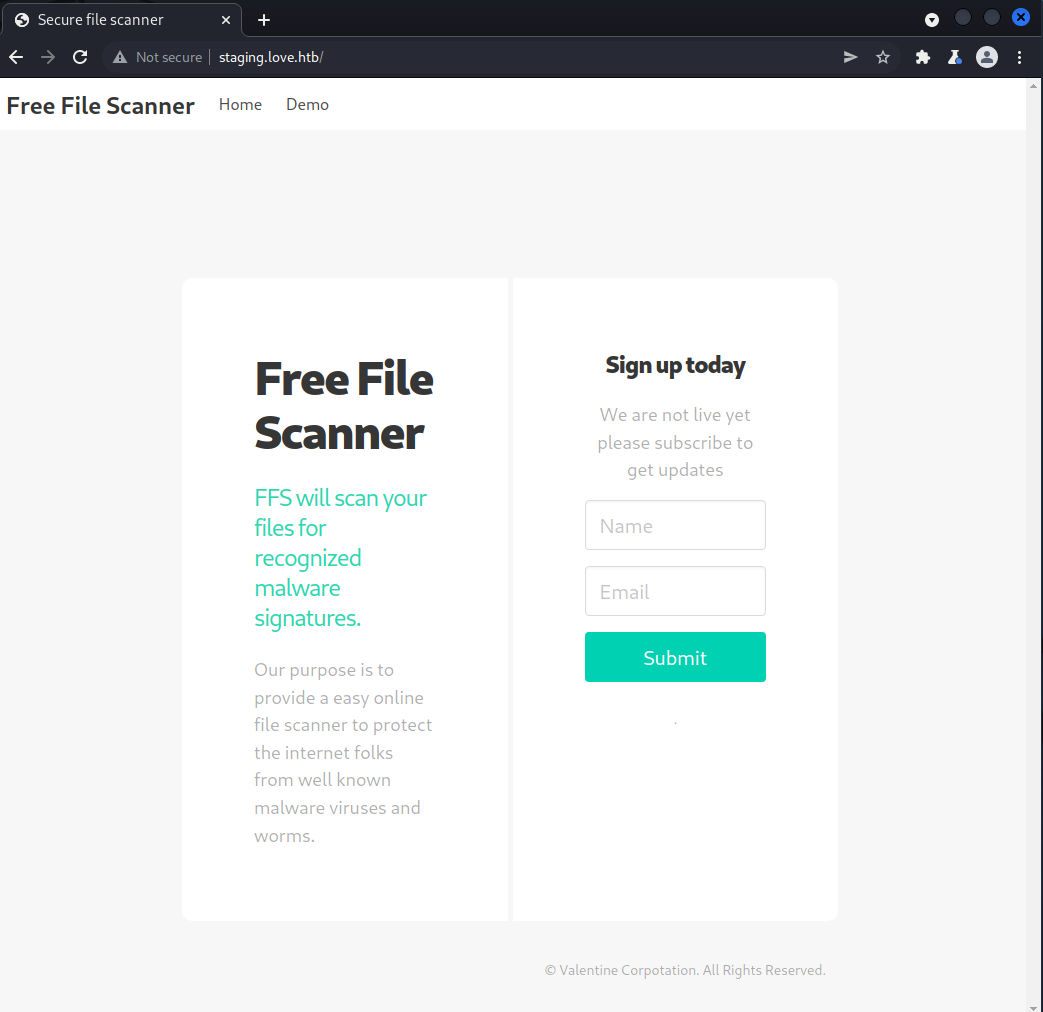 Secure file scanner
Not secure staging.love.htb/
Free File Scanner Home Demo
Free File
Scanner
FFS will scan your
files for
recognized
malware
signatures.
Our purpose is to
provide a easy online
file scanner to protect
the internet folks
from well known
malware viruses and
worms.
Sign up today
We are not live yet
please subscribe to
get updates
Name
Email
Submit
.
© Valentine Corpotation. All Rights Reserved.